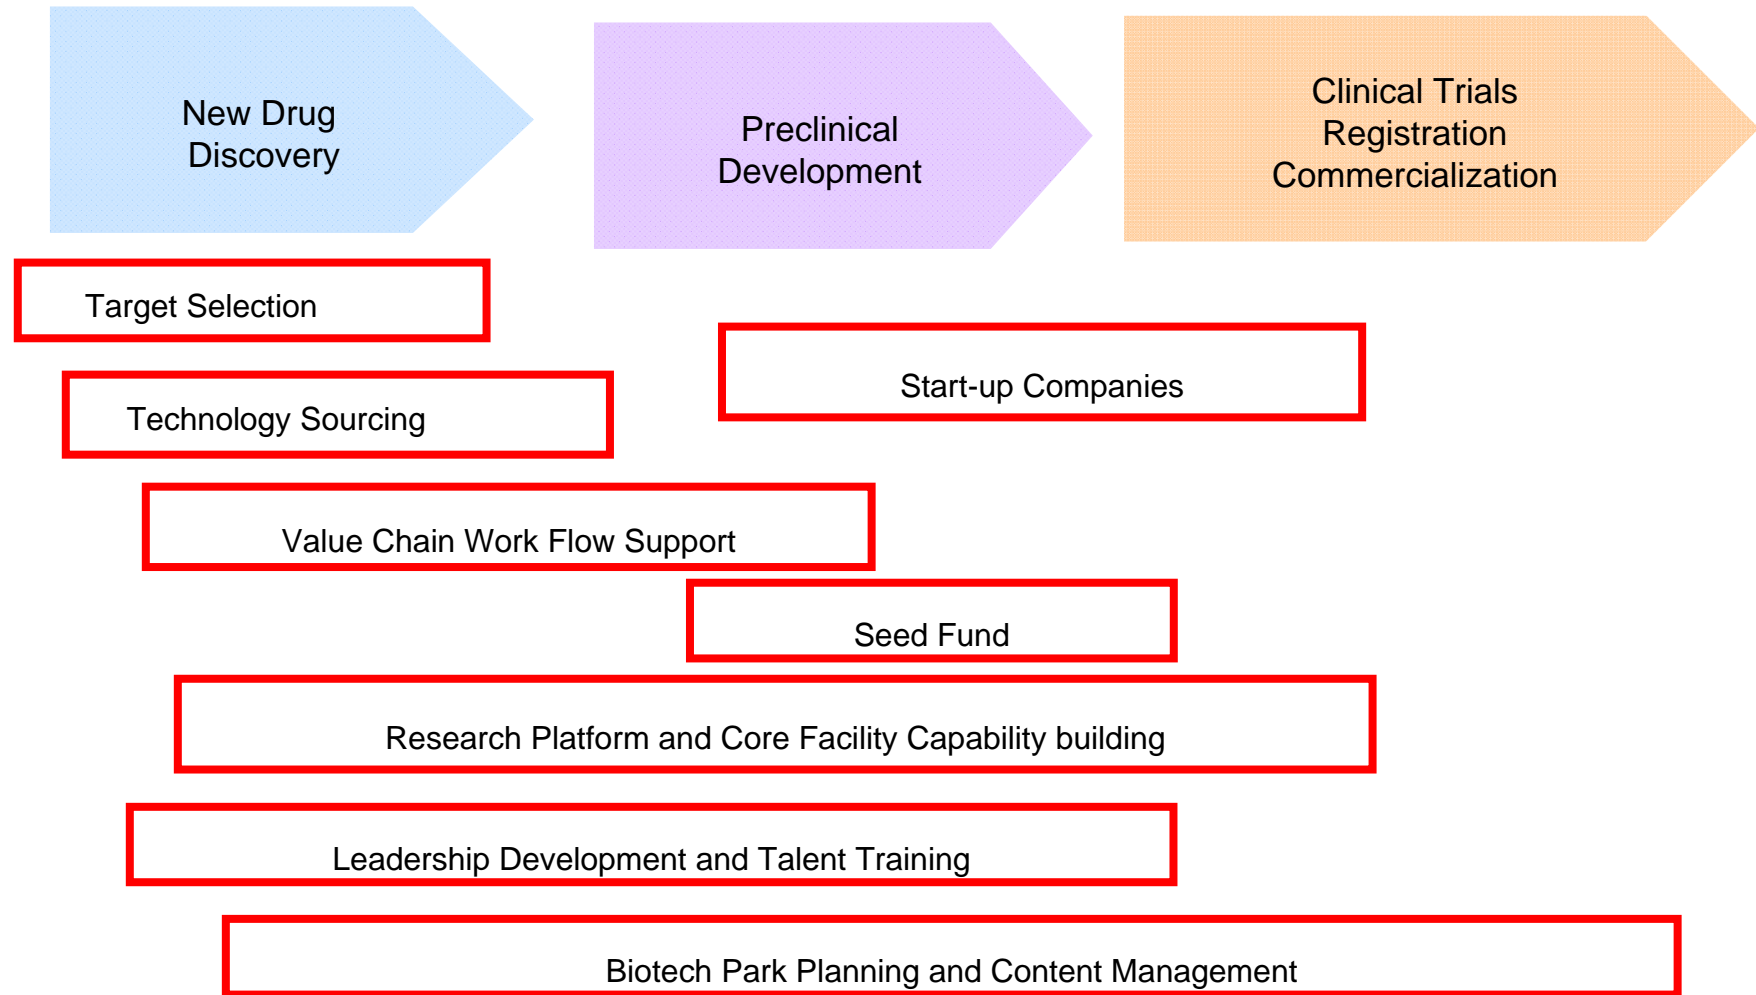 New Drug
Discovery
Preclinical
Development
Clinical Trials
Registration
Commercialization
Target Selection
Start-up Companies
Technology Sourcing
Value Chain Work Flow Support
Seed Fund
Research Platform and Core Facility Capability building
Leadership Development and Talent Training
Biotech Park Planning and Content Management